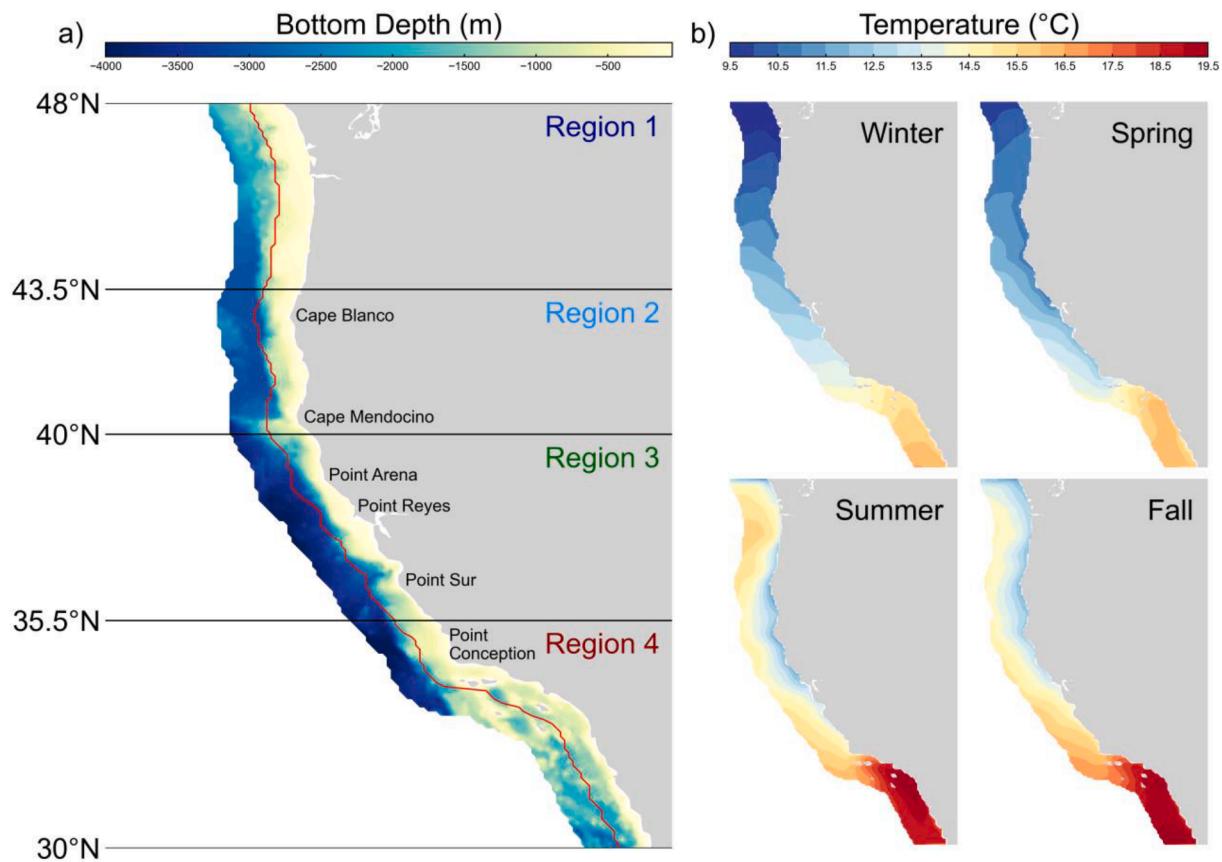 a)
Bottom Depth (m)
−4000 −3500 −3000 −2500 −2000 −1500 −1000 −500
48°N
43.5°N
40°N
35.5°N
30°N
Region 1
Region 2
Cape Blanco
Cape Mendocino
Region 3
Point Arena
Point Reyes
Point Sur
Region 4
Point
Conception
b)
Temperature (°C)
9.5 10.5 11.5 12.5 13.5 14.5 15.5 16.5 17.5 18.5 19.5
Winter
Spring
Summer
Fall